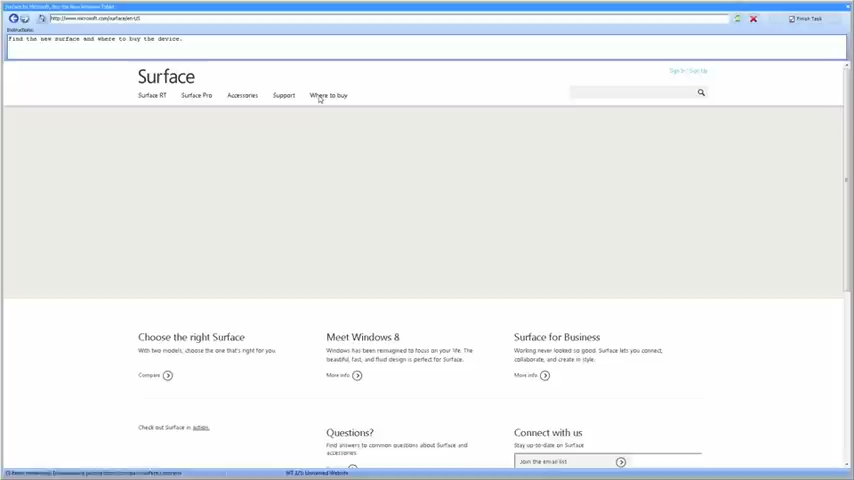 http://www.microsoft.com/surface/en-US
Finish Task
Instructions:
Find the new surface and where to buy the device.
Surface
Sign In | Sign Up
Surface RT
Surface Pro
Accessories
Support
Where to buy
Choose the right Surface
With two models, choose the one that's right for you.
Compare
Meet Windows 8
Windows has been reimagined to focus on your life. The
beautiful, fast, and fluid design is perfect for Surface.
More info
Surface for Business
Working never looked so good. Surface lets you connect,
collaborate, and create in style.
More info
Check out Surface in action.
Questions?
Find answers to common questions about Surface and
accessories.
Connect with us
Stay up-to-date on Surface
Join the email list